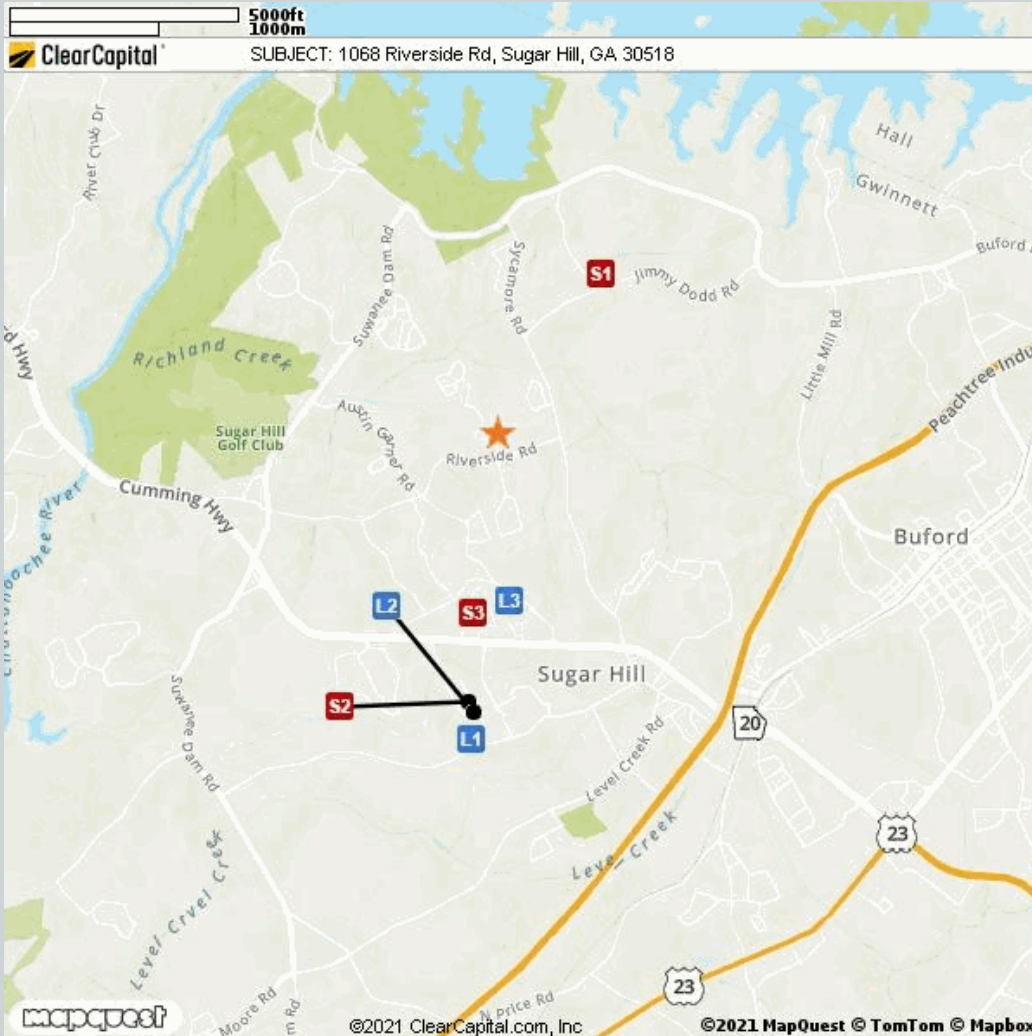 5000ft
1000m
ClearCapital
SUBJECT: 1068 Riverside Rd, Sugar Hill, GA 30518
River Club Dr
Hall
Gwinnett
Buford
Suwanee Dam Rd
Sycamore Rd
S1
Jimmy Dodd Rd
Little Mill Rd
d Hwy
Richland Creek
Peachtree Indu
Austin Garner Rd
Sugar Hill
Golf Club
Riverside Rd
Cumming Hwy
Chattahoochee River
Buford
L2
S3
L3
Sugar Hill
S2
L1
20
Suwanee Dam Rd
Level Creek Rd
23
Level Creek
Level Crvel Creek
23
N Price Rd
Moore Rd
m Rd
mapquest
©2021 ClearCapital.com, Inc
©2021 MapQuest © TomTom © Mapbox